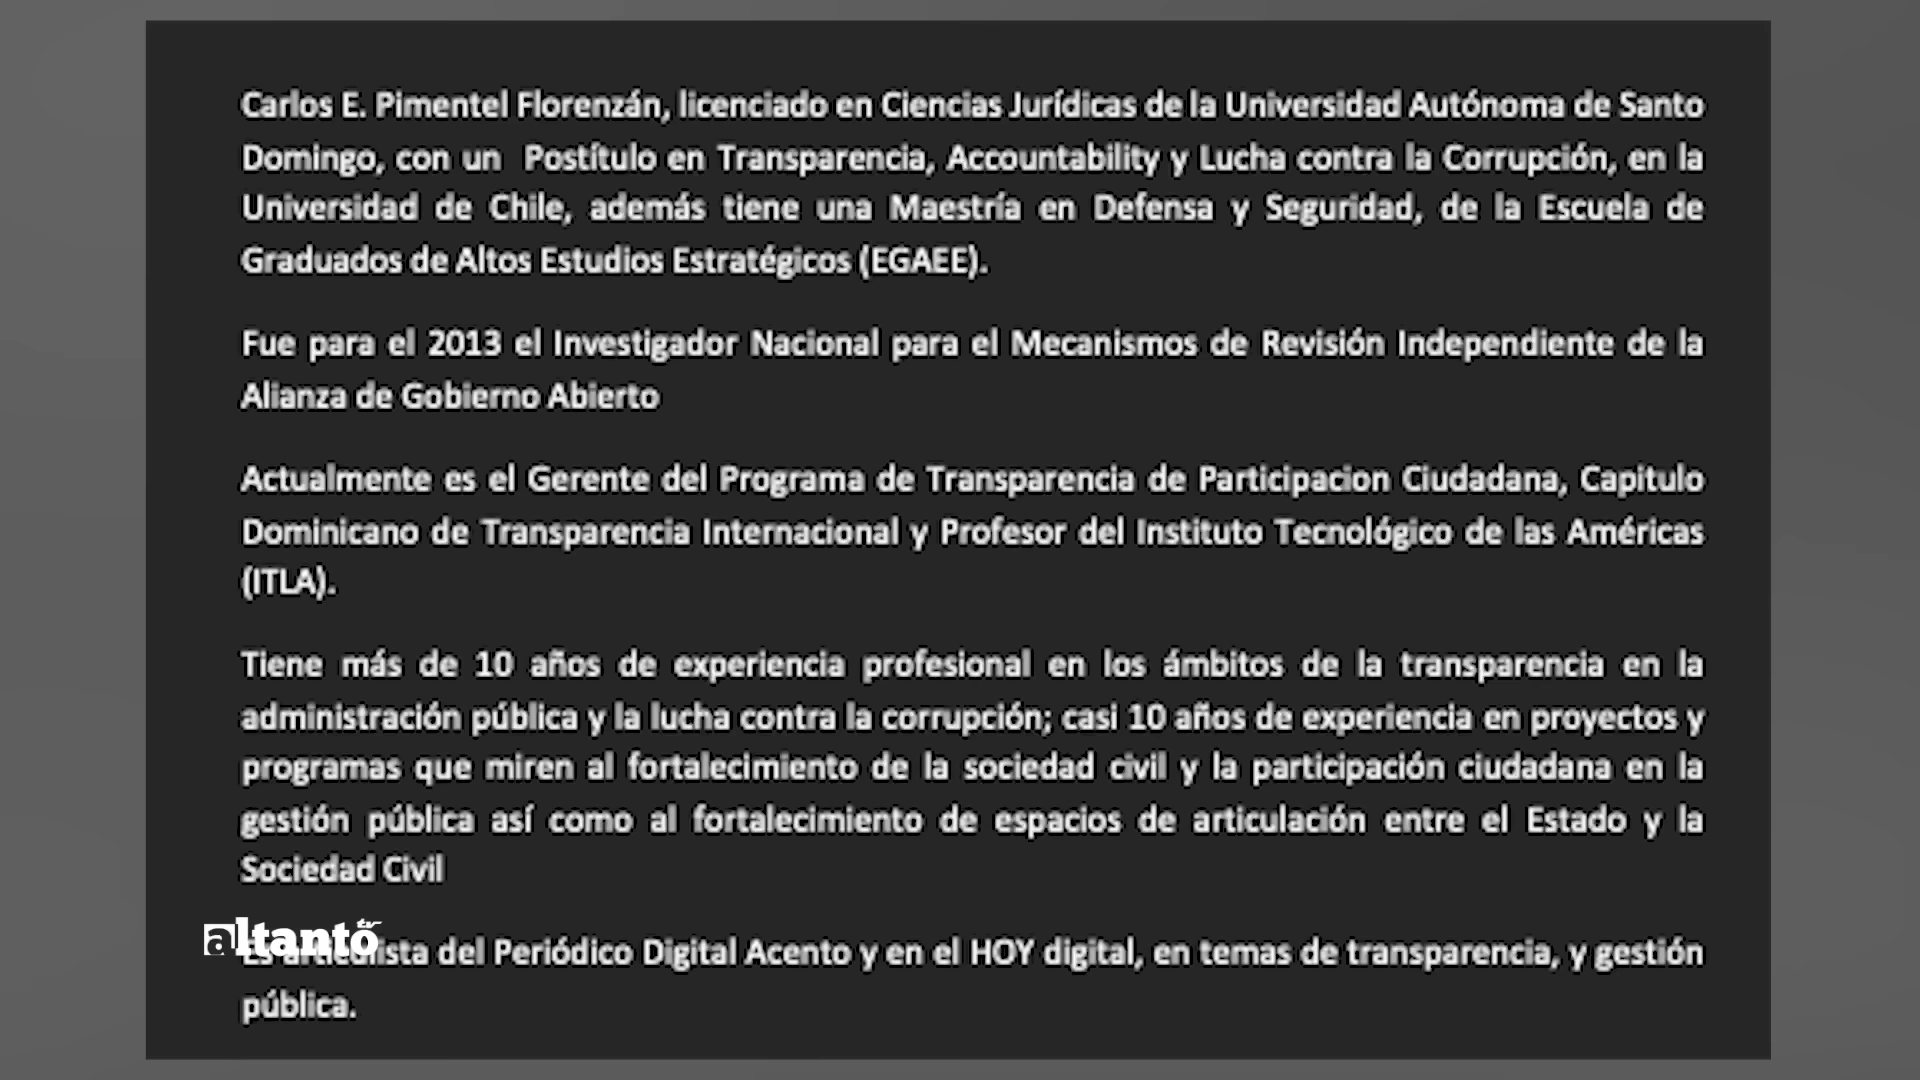 Carlos E. Pimentel Florenzán, licenciado en Ciencias Jurídicas de la Universidad Autónoma de Santo
Domingo, con un Postítulo en Transparencia, Accountability y Lucha contra la Corrupción, en la
Universidad de Chile, además tiene una Maestría en Defensa y Seguridad, de la Escuela de
Graduados de Altos Estudios Estratégicos (EGAEE).
Fue para el 2013 el Investigador Nacional para el Mecanismos de Revisión Independiente de la
Alianza de Gobierno Abierto
Actualmente es el Gerente del Programa de Transparencia de Participacion Ciudadana, Capitulo
Dominicano de Transparencia Internacional y Profesor del Instituto Tecnológico de las Américas
(ITLA).
Tiene más de 10 años de experiencia profesional en los ámbitos de la transparencia en la
administración pública y la lucha contra la corrupción; casi 10 años de experiencia en proyectos y
programas que miren al fortalecimiento de la sociedad civil y la participación ciudadana en la
gestión pública así como al fortalecimiento de espacios de articulación entre el Estado y la
Sociedad Civil
altanto tv
Es articulista del Periódico Digital Acento y en el HOY digital, en temas de transparencia, y gestión
pública.